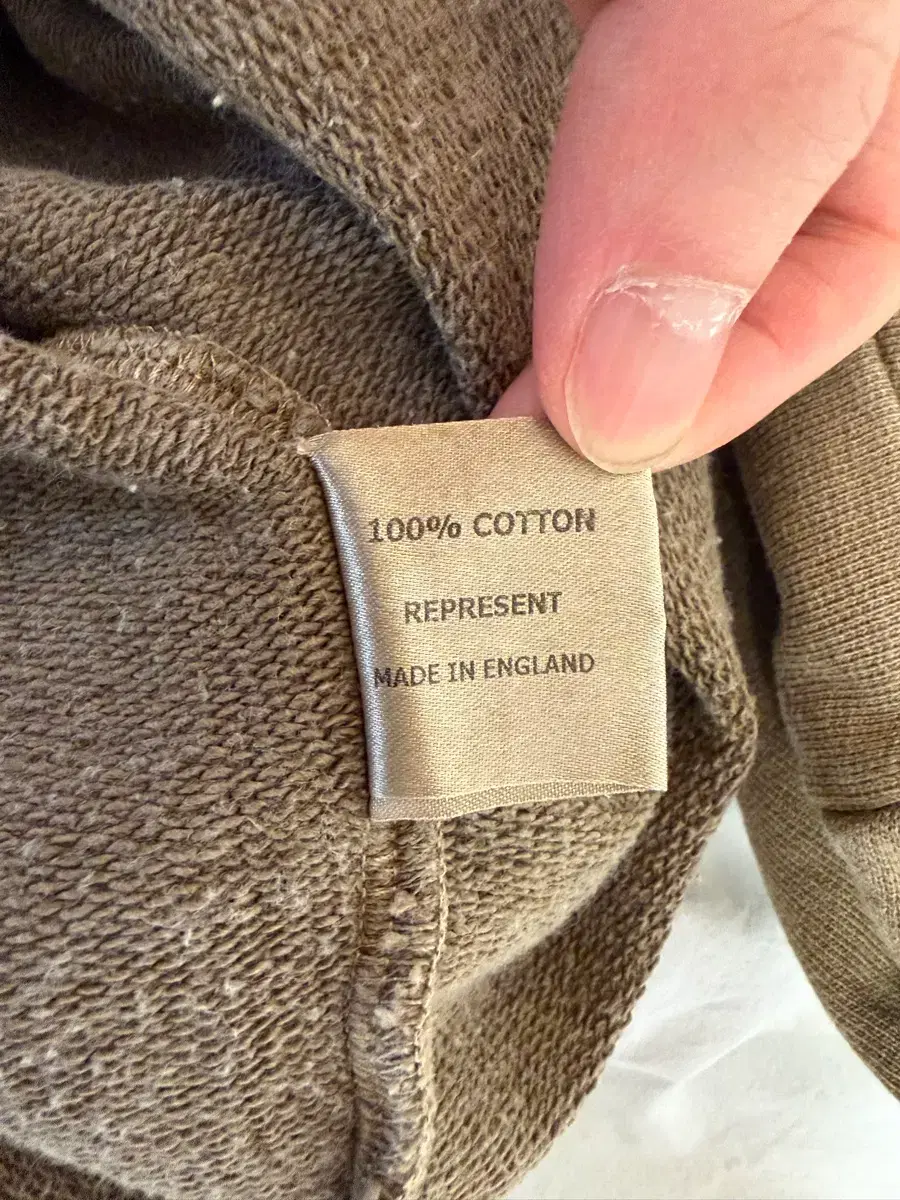 100% COTTON
REPRESENT
MADE IN ENGLAND